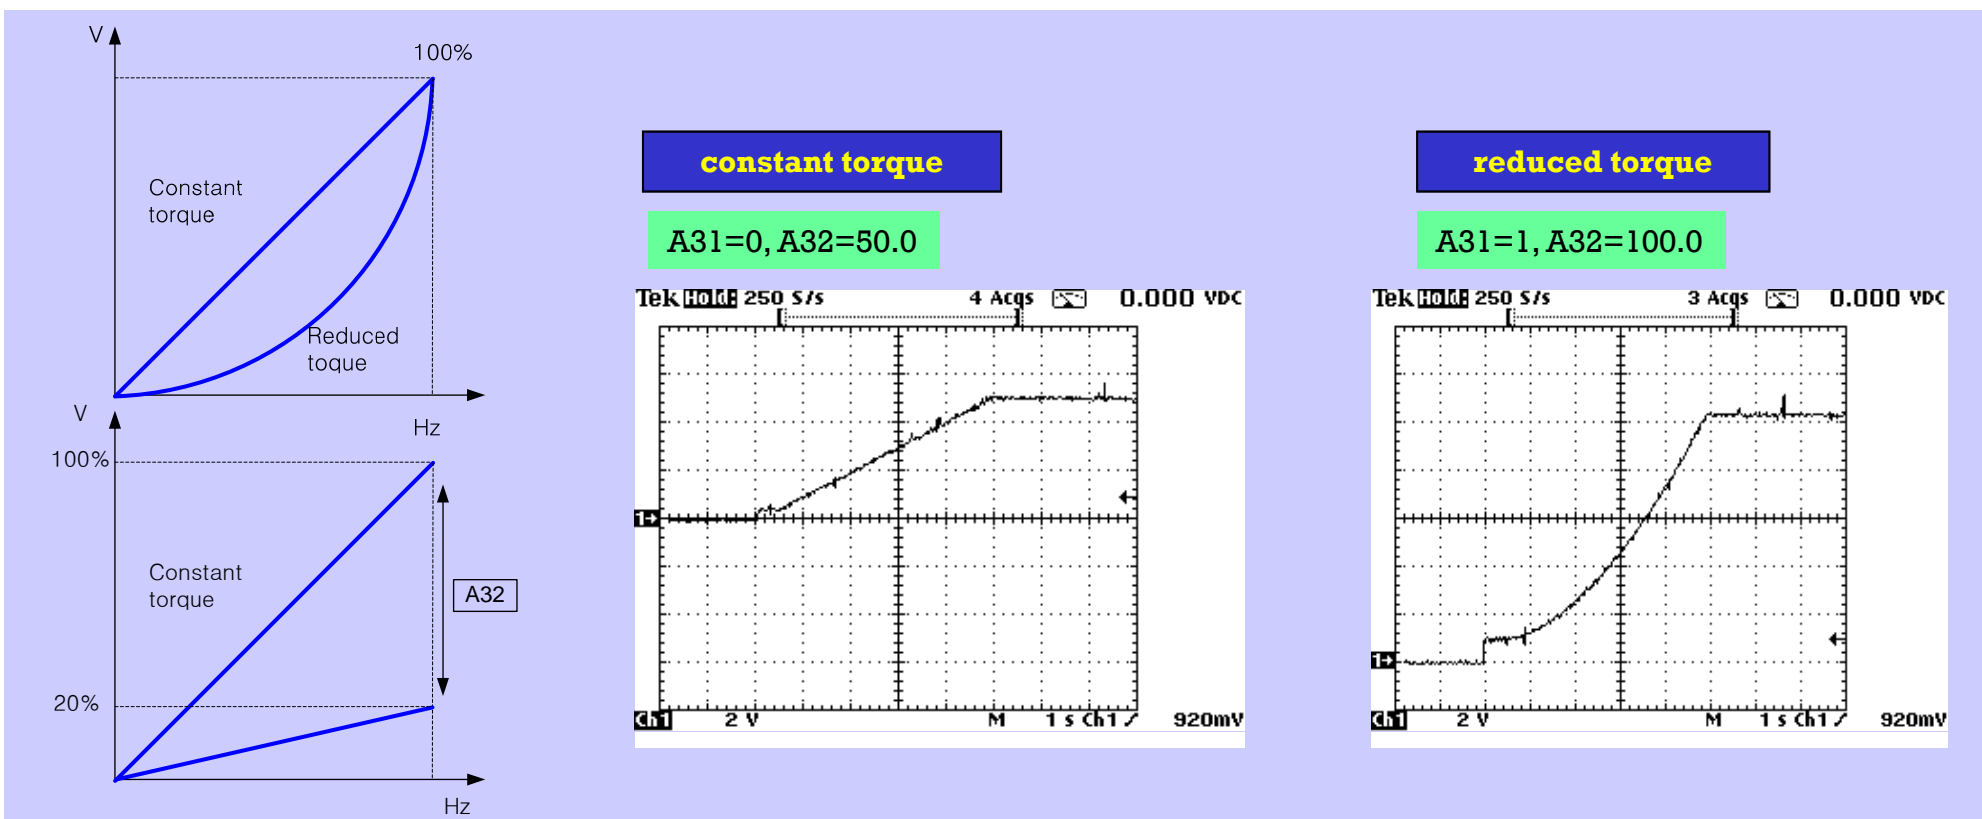 V
100%
Constant
torque
Reduced
toque
Hz
V
100%
Constant
torque
A32
20%
Hz
constant torque
A31=0, A32=50.0
Tek Hold: 250 S/s 4 Acqs 0.000 VDC
1→
Ch1 2 V M 1 s Ch1 920mV
reduced torque
A31=1, A32=100.0
Tek Hold: 250 S/s 3 Acqs 0.000 VDC
1→
Ch1 2 V M 1 s Ch1 920mV